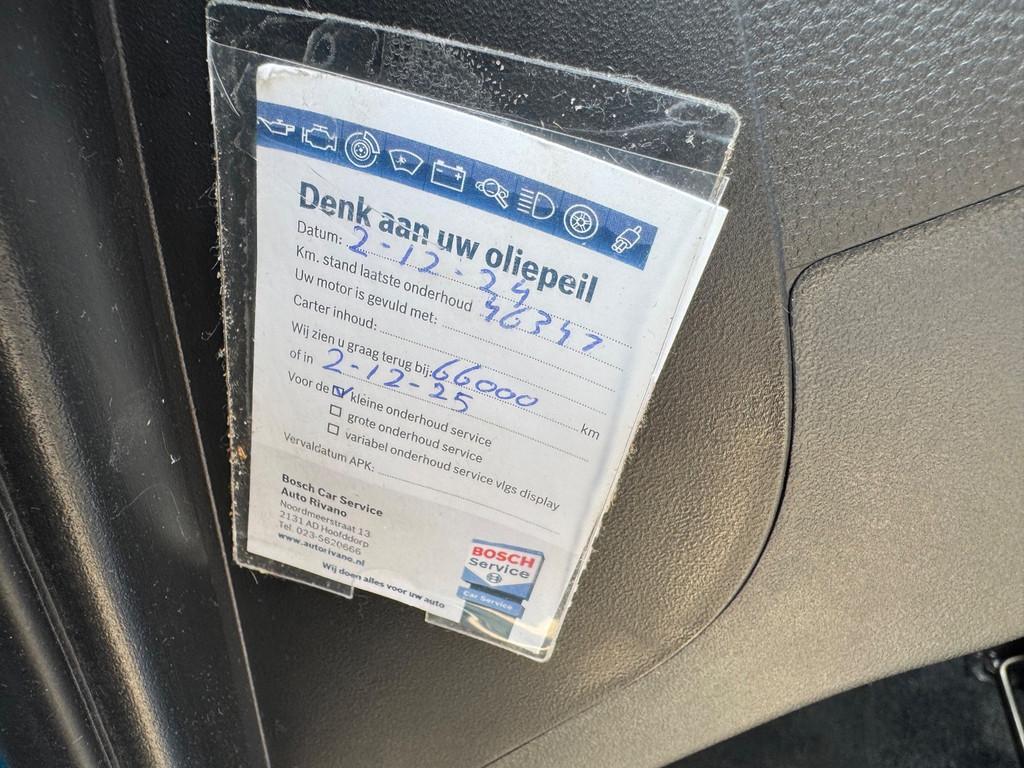 Denk aan uw oliepeil
Datum: 2-12-24
Km. stand laatste onderhoud 46347
Uw motor is gevuld met:
Carter inhoud:
Wij zien u graag terug bij: 66000 km
of in 2-12-25
Voor de kleine onderhoud service
grote onderhoud service
variabel onderhoud service vlgs display
Vervaldatum APK:
Bosch Car Service
Auto Rivano
Noordmeerstraat 13
2131 AD Hoofddorp
Tel. 023-5620666
www.autorivano.nl
Wij doen alles voor uw auto
BOSCH
Service
Car Service